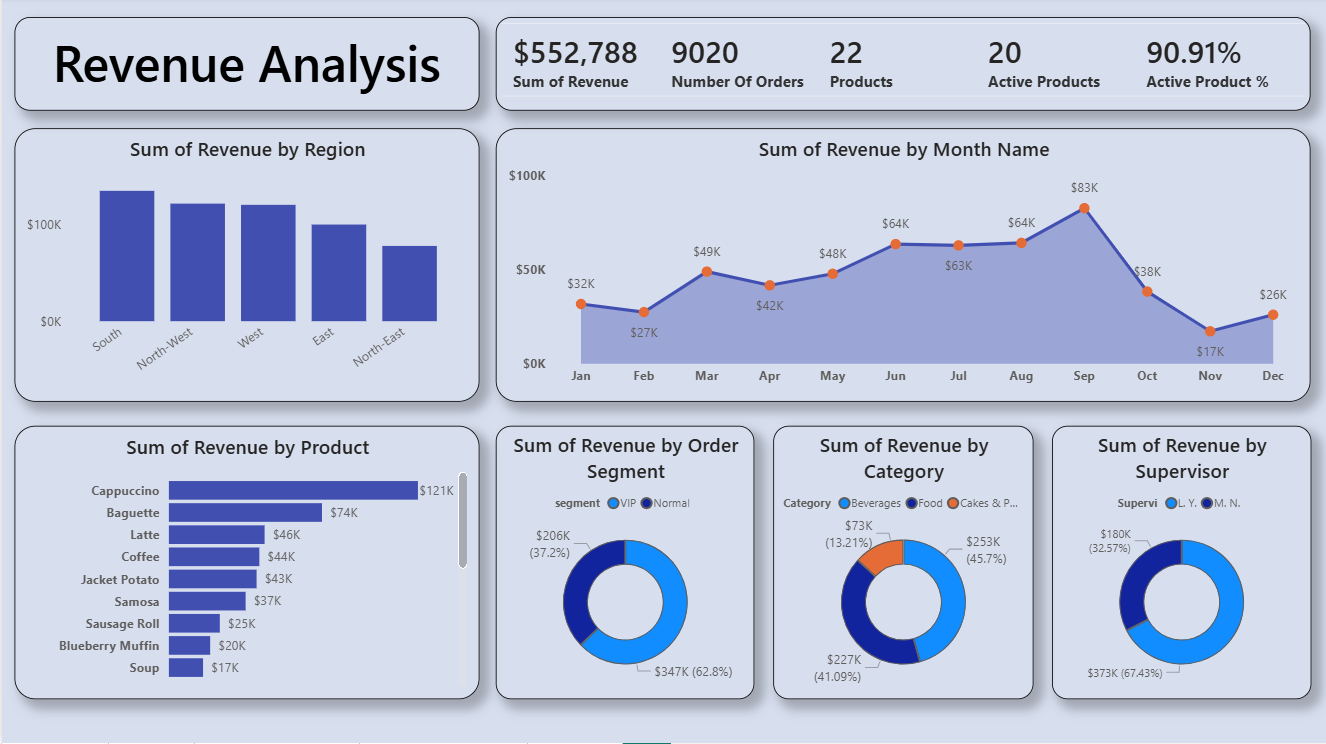 Revenue Analysis
$552,788 9020 22 20 90.91%
Sum of Revenue Number Of Orders Products Active Products Active Product %
Sum of Revenue by Region
$100K
$0K
South North-West West East North-East
Sum of Revenue by Month Name
$100K
$50K
$0K
$32K $27K $49K $42K $48K $64K $63K $64K $83K $38K $17K $26K
Jan Feb Mar Apr May Jun Jul Aug Sep Oct Nov Dec
Sum of Revenue by Product
Cappuccino $121K
Baguette $74K
Latte $46K
Coffee $44K
Jacket Potato $43K
Samosa $37K
Sausage Roll $25K
Blueberry Muffin $20K
Soup $17K
Sum of Revenue by Order
Segment
segment VIP Normal
$206K
(37.2%)
$347K (62.8%)
Sum of Revenue by
Category
Category Beverages Food Cakes & P...
$73K
(13.21%)
$253K
(45.7%)
$227K
(41.09%)
Sum of Revenue by
Supervisor
Supervi L. Y. M. N.
$180K
(32.57%)
$373K (67.43%)